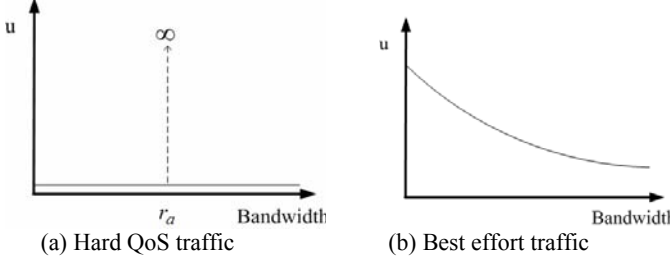 u
∞
r_a
Bandwidth
(a) Hard QoS traffic
u
Bandwidth
(b) Best effort traffic